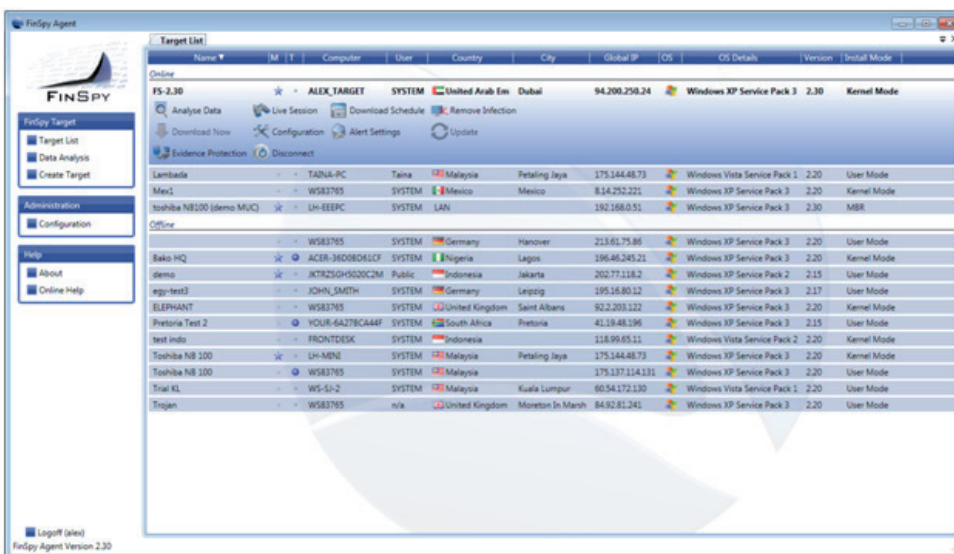 FinSpy Agent
Target List
Name M T Computer User Country City Global IP OS OS Details Version Install Mode
Online
FS-2.30 ALEX_TARGET SYSTEM United Arab Em Dubai 94.200.250.24 Windows XP Service Pack 3 2.30 Kernel Mode
Analyse Data Live Session Download Schedule Remove Infection
Download Now Configuration Alert Settings Update
Evidence Protection Disconnect
Lambada TAINA-PC Taina Malaysia Petaling Jaya 175.144.48.73 Windows Vista Service Pack 1 2.20 Kernel Mode
Mex1 WS83765 SYSTEM Mexico Mexico 8.14.252.221 Windows XP Service Pack 3 2.20 Kernel Mode
toshiba NB100 (demo MUC) LH-EEEPC SYSTEM LAN 192.168.0.51 Windows XP Service Pack 3 2.30 MBR
Offline
WS83765 SYSTEM Germany Hanover 213.61.75.86 Windows XP Service Pack 3 2.20 User Mode
Bako HQ ACER-36D0BD61CF SYSTEM Nigeria Lagos 196.46.245.21 Windows XP Service Pack 3 2.20 Kernel Mode
demo Public Indonesia Jakarta 202.77.118.2 Windows XP Service Pack 2 2.15 User Mode
egy-test3 JOHN_SMITH SYSTEM Germany Leipzig 195.16.80.12 Windows XP Service Pack 3 2.17 User Mode
ELEPHANT WS83765 SYSTEM United Kingdom Saint Albans 92.2.203.122 Windows XP Service Pack 3 2.20 Kernel Mode
Pretoria Test 2 YOUR-6A27BCA44F SYSTEM South Africa Pretoria 41.19.48.196 Windows XP Service Pack 3 2.15 User Mode
test indo FRONTDESK SYSTEM Indonesia 118.99.65.11 Windows Vista Service Pack 2 2.20 Kernel Mode
Toshiba NB 100 LH-MINI SYSTEM Malaysia Petaling Jaya 175.144.48.73 Windows XP Service Pack 3 2.20 Kernel Mode
Toshiba NB 100 WS83765 SYSTEM Malaysia 175.137.114.131 Windows XP Service Pack 3 2.20 User Mode
Trial KL WS-SJ-2 SYSTEM Malaysia Kuala Lumpur 60.54.172.130 Windows Vista Service Pack 1 2.20 User Mode
Trojan WS83765 n/a United Kingdom Moreton In Marsh 84.92.81.241 Windows XP Service Pack 3 2.20 User Mode
FINSPY
FinSpy Target
Target List
Data Analysis
Create Target
Administration
Configuration
Help
About
Online Help
Logoff (alex)
FinSpy Agent Version 2.30